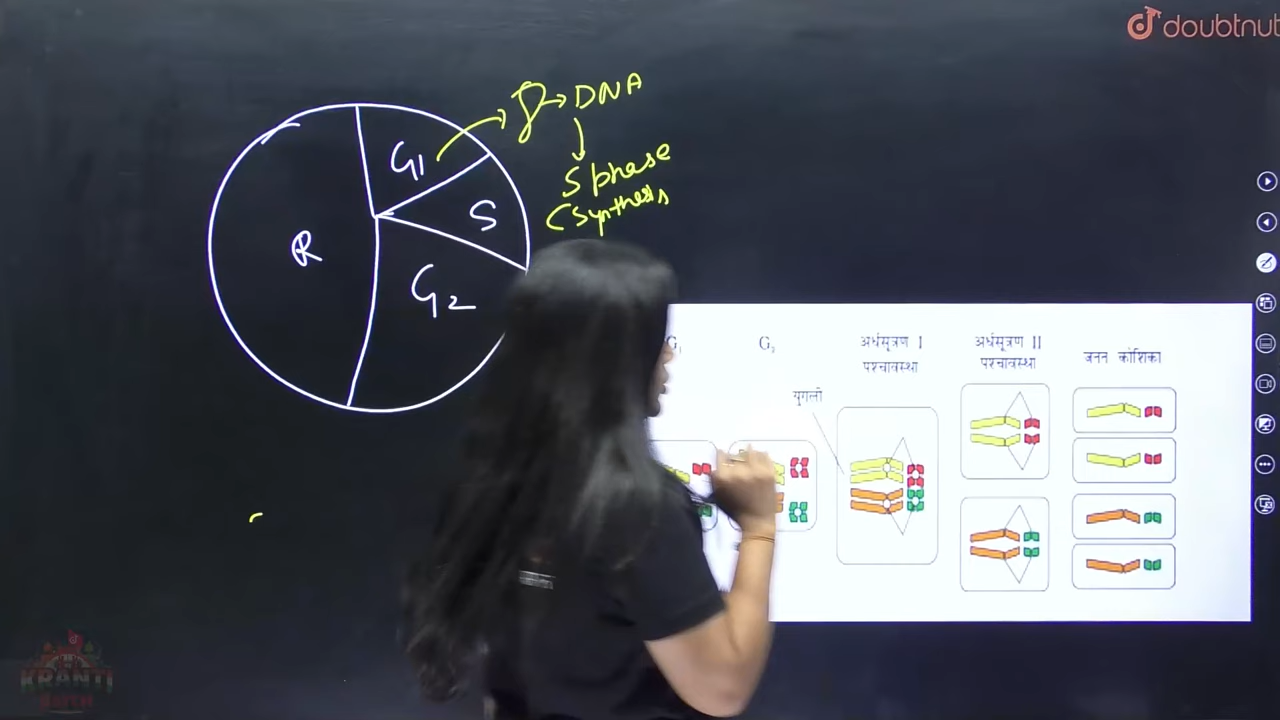 doubtnut
DNA
G1
S phase
(Synthesis
S
R
G2
G₁
G₂
अर्धसूत्रण I
पश्चावस्था
अर्धसूत्रण II
पश्चावस्था
जनन कोशिका
युगली
KRANTI